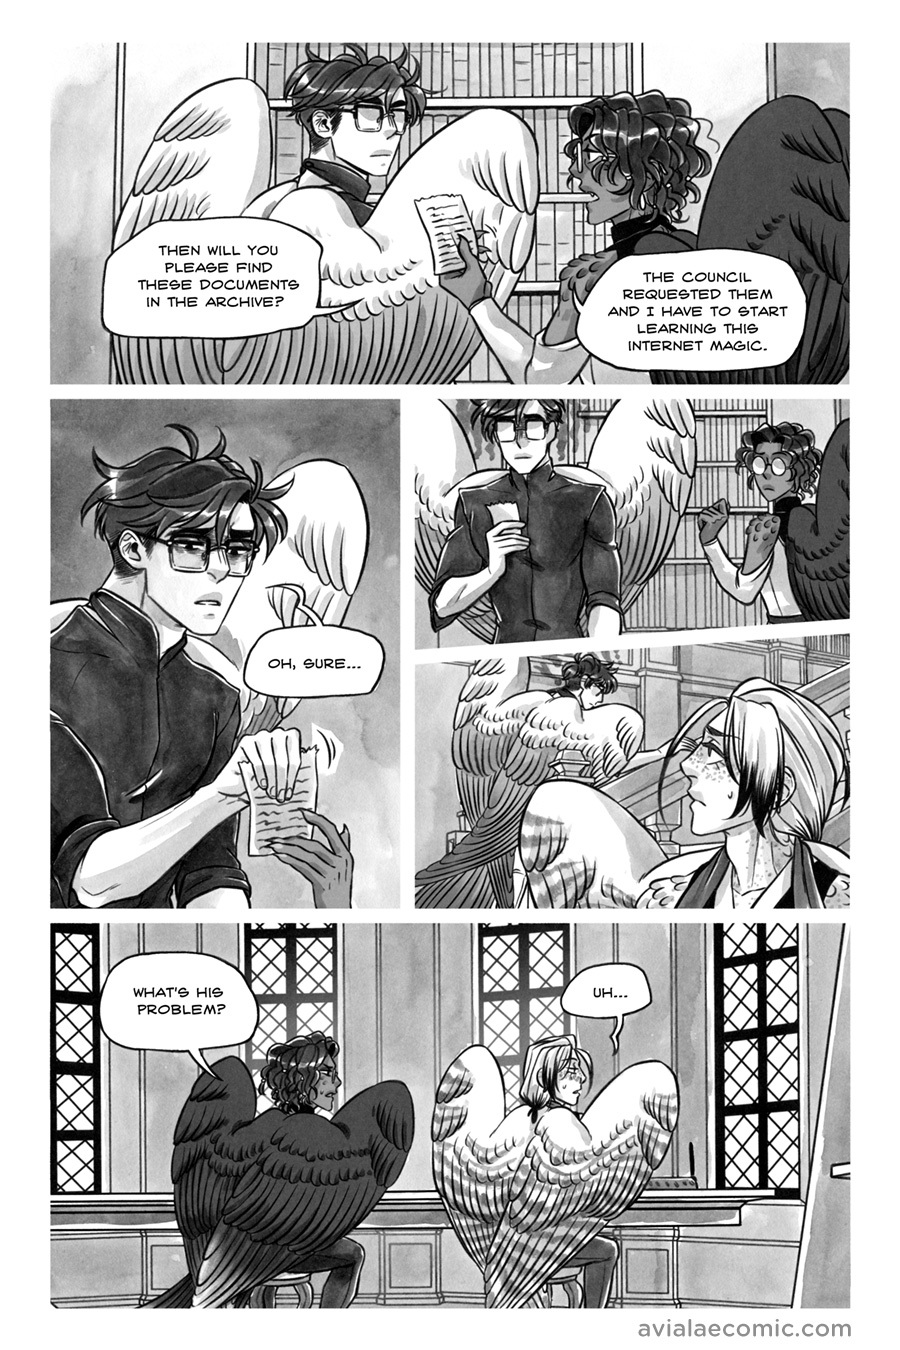 THEN WILL YOU
PLEASE FIND
THESE DOCUMENTS
IN THE ARCHIVE?
THE COUNCIL
REQUESTED THEM
AND I HAVE TO START
LEARNING THIS
INTERNET MAGIC.
OH, SURE...
WHAT'S HIS
PROBLEM?
UH...
avialaecomic.com